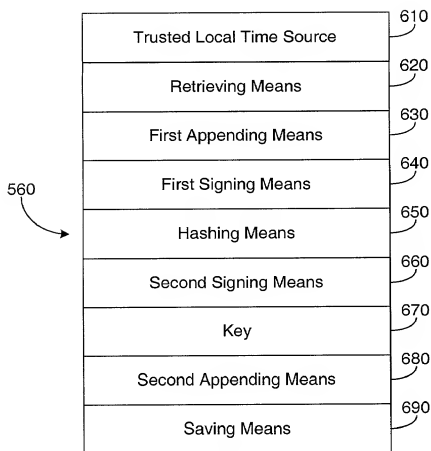 610
Trusted Local Time Source
620
Retrieving Means
630
First Appending Means
640
First Signing Means
560
650
Hashing Means
660
Second Signing Means
670
Key
680
Second Appending Means
690
Saving Means